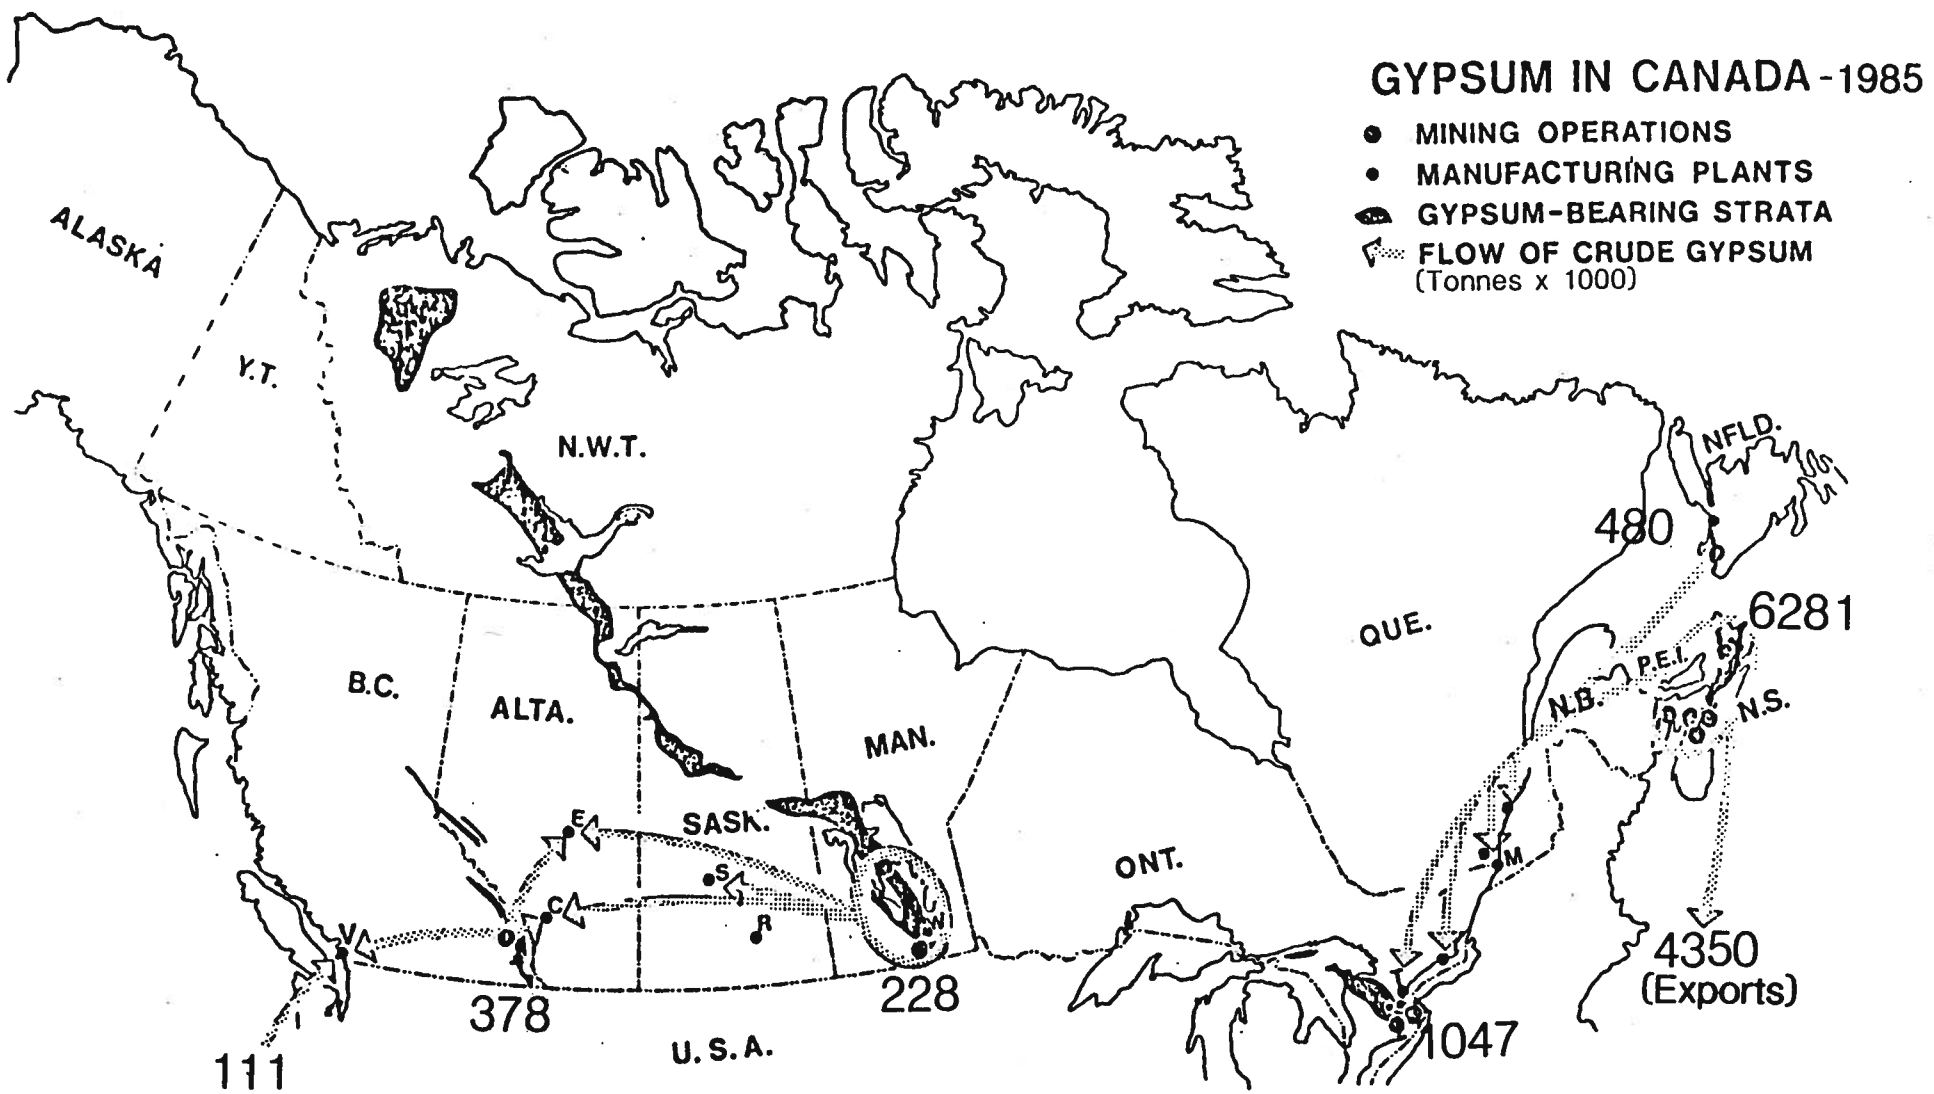 GYPSUM IN CANADA - 1985
MINING OPERATIONS
MANUFACTURING PLANTS
GYPSUM-BEARING STRATA
FLOW OF CRUDE GYPSUM
(Tonnes x 1000)
ALASKA
Y.T.
N.W.T.
NFLD.
480
6281
QUE.
P.E.I.
N.B.
N.S.
B.C.
ALTA.
MAN.
SASK.
E
S
C
R
V
W
ONT.
M
4350
(Exports)
378
228
1047
111
U.S.A.